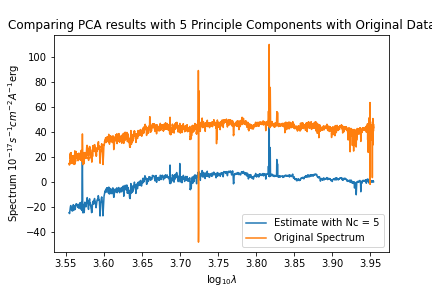 Comparing PCA results with 5 Principle Components with Original Data
Spectrum 10⁻¹⁷s⁻¹cm⁻²A⁻¹erg
100
80
60
40
20
0
−20
−40
3.55 3.60 3.65 3.70 3.75 3.80 3.85 3.90 3.95
log₁₀λ
Estimate with Nc = 5
Original Spectrum